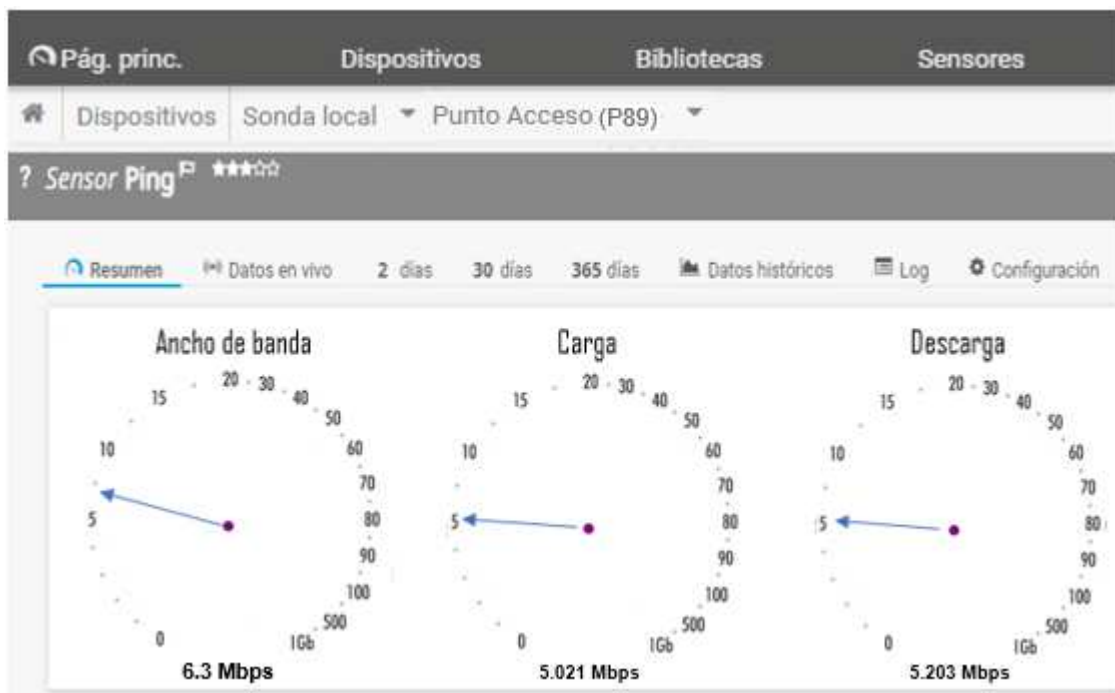 Pág. princ. Dispositivos Bibliotecas Sensores
Dispositivos Sonda local Punto Acceso (P89)
? Sensor Ping
Resumen Datos en vivo 2 días 30 días 365 días Datos históricos Log Configuración
Ancho de banda Carga Descarga
20 30 20 30 20 30
15 40 15 40 15 40
50 50 50
10 60 10 60 10 60
70 70 70
5 80 5 80 5 80
90 90 90
100 100 100
0 1Gb 500 0 1Gb 500 0 1Gb 500
6.3 Mbps 5.021 Mbps 5.203 Mbps